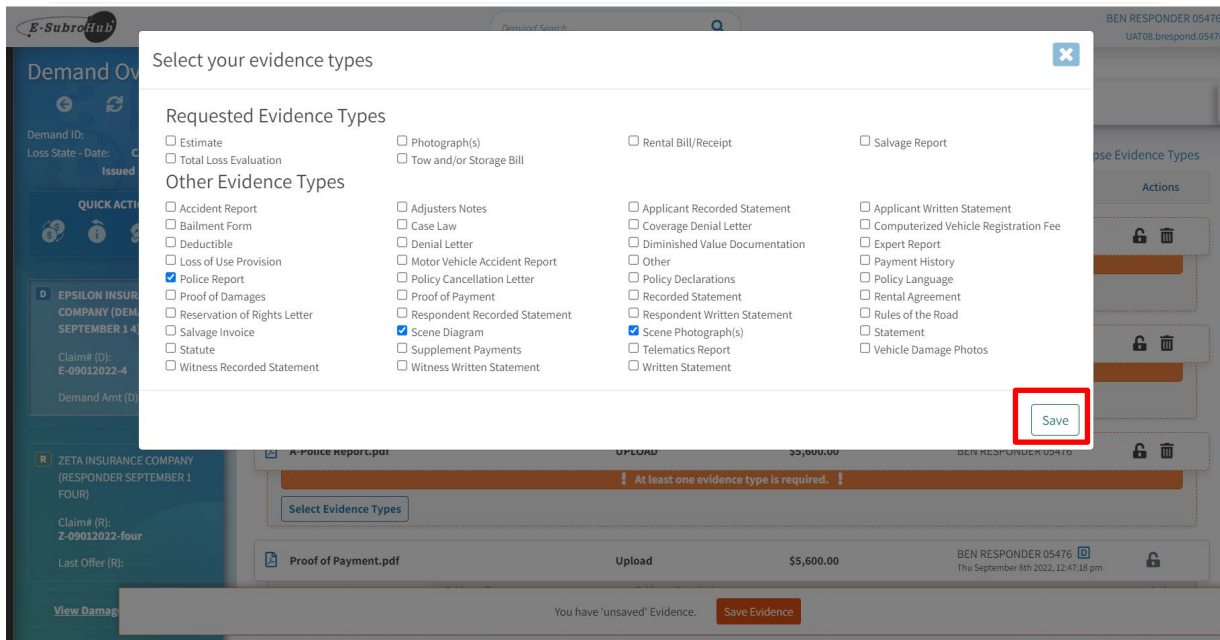 E-SubroHub
Demand Search
BEN RESPONDER 05476
UAT08.brespond.0547
Select your evidence types
Demand Ov
Demand ID:
Loss State - Date: C
Issued
QUICK ACTI
D EPSILON INSUR
COMPANY (DEM
SEPTEMBER 1 4)
Claim# (D):
E-09012022-4
Demand Amt (D)
Requested Evidence Types
Estimate Photograph(s) Rental Bill/Receipt Salvage Report
Total Loss Evaluation Tow and/or Storage Bill
Other Evidence Types
Accident Report Adjusters Notes Applicant Recorded Statement Applicant Written Statement
Bailment Form Case Law Coverage Denial Letter Computerized Vehicle Registration Fee
Deductible Denial Letter Diminished Value Documentation Expert Report
Loss of Use Provision Motor Vehicle Accident Report Other Payment History
Police Report Policy Cancellation Letter Policy Declarations Policy Language
Proof of Damages Proof of Payment Recorded Statement Rental Agreement
Reservation of Rights Letter Respondent Recorded Statement Respondent Written Statement Rules of the Road
Salvage Invoice Scene Diagram Scene Photograph(s) Statement
Statute Supplement Payments Telematics Report Vehicle Damage Photos
Witness Recorded Statement Witness Written Statement Written Statement
Save
pse Evidence Types
Actions
R ZETA INSURANCE COMPANY
(RESPONDER SEPTEMBER 1
FOUR)
Claim# (R):
Z-09012022-four
Last Offer (R):
View Damag
A-Police Report.pdf UPLOAD $5,600.00 BEN RESPONDER 05476
! At least one evidence type is required. !
Select Evidence Types
Proof of Payment.pdf Upload $5,600.00 BEN RESPONDER 05476 D
Thu September 8th 2022, 12:47:18 pm
You have 'unsaved' Evidence. Save Evidence